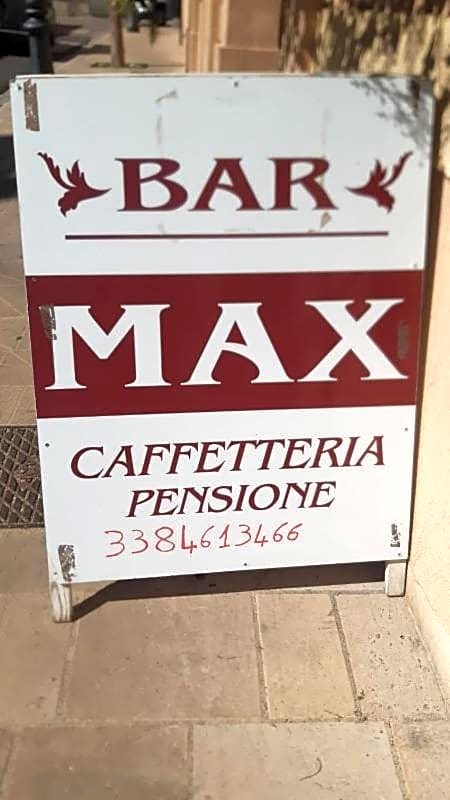 BAR
MAX
CAFFETTERIA
PENSIONE
3384613466